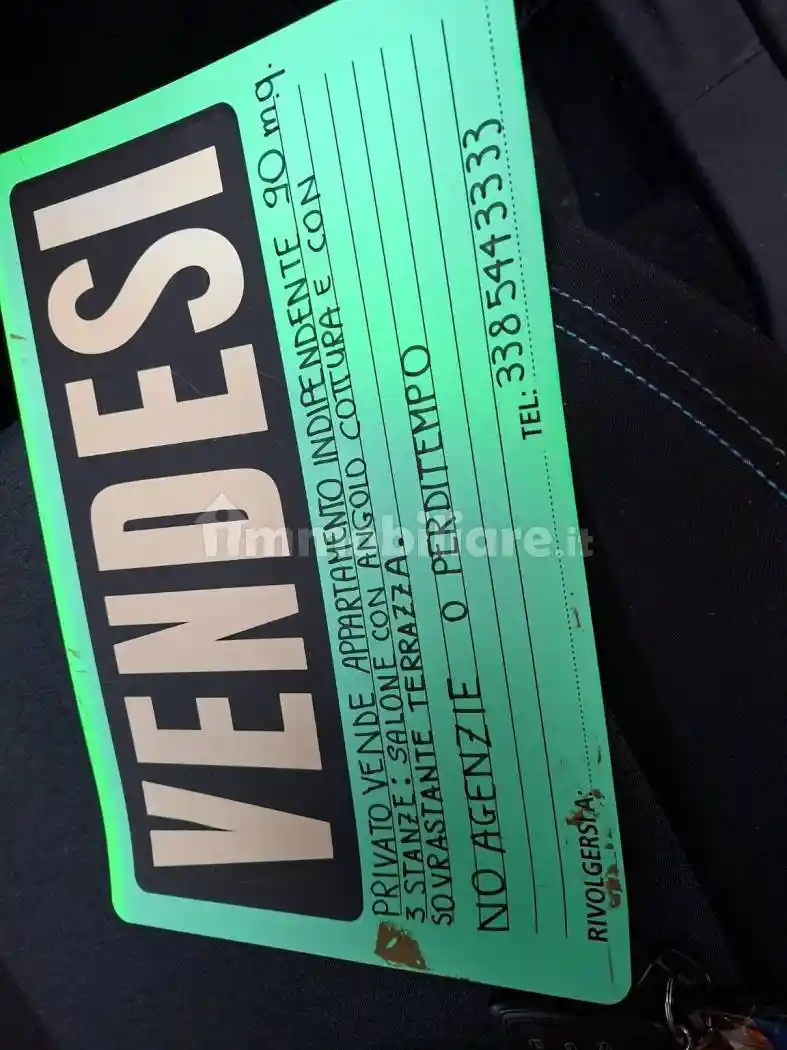 VENDESI
PRIVATO VENDE APPARTAMENTO INDIPENDENTE 90 m.q.
3 STANZE: SALONE CON ANGOLO COTTURA E CON
SOVRASTANTE TERRAZZA.
NO AGENZIE O PERDITEMPO
RIVOLGERSI A: TEL: 3385443333
immobiliare.it